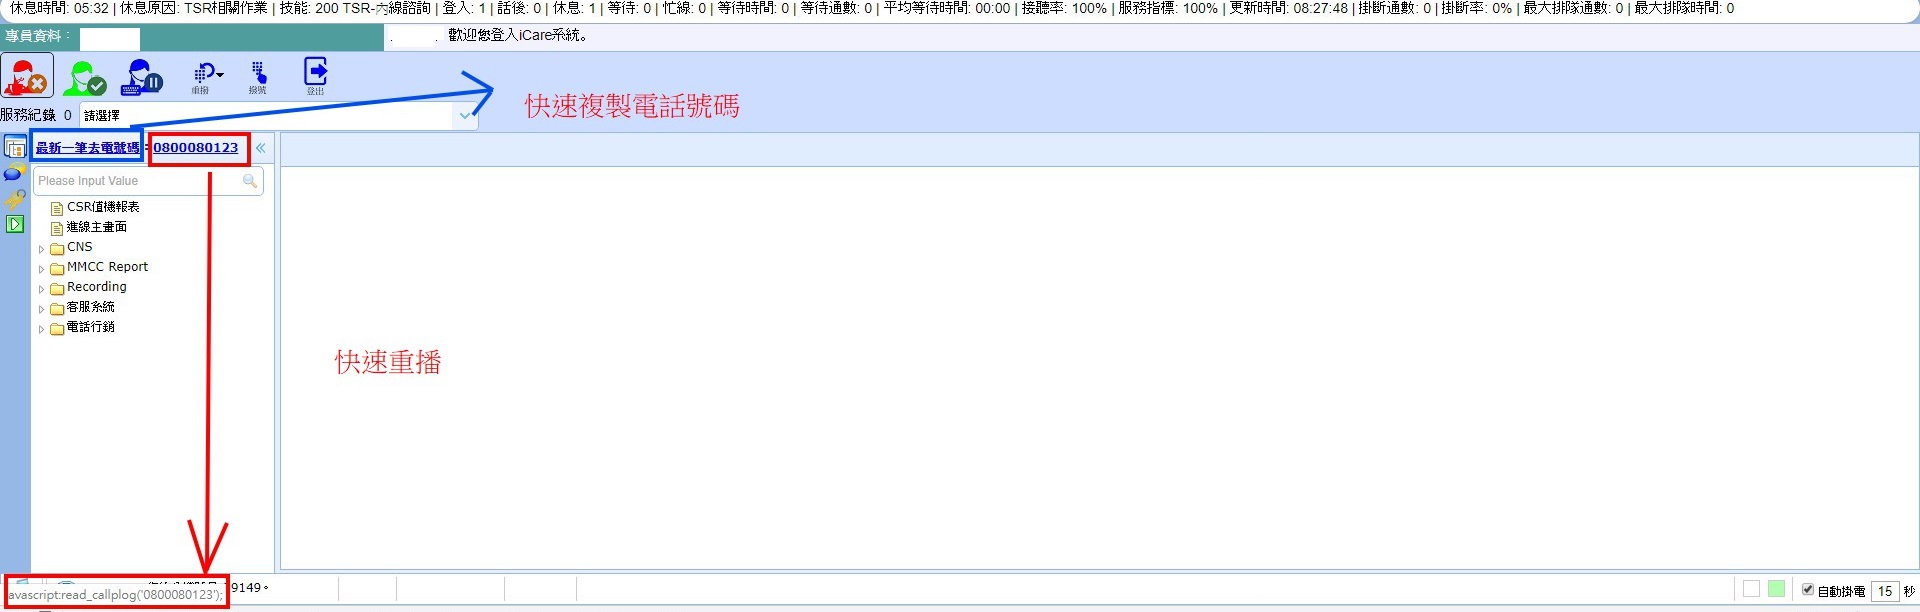 休息時間: 05:32 | 休息原因: TSR相關作業 | 技能: 200 TSR-內線諮詢 | 登入: 1 | 話後: 0 | 休息: 1 | 等待: 0 | 忙線: 0 | 等待時間: 0 | 等待通數: 0 | 平均等待時間: 00:00 | 接聽率: 100% | 服務指標: 100% | 更新時間: 08:27:48 | 掛斷通數: 0 | 掛斷率: 0% | 最大排隊通數: 0 | 最大排隊時間: 0
專員資料：
歡迎您登入iCare系統。
重撥
撥號
登出
快速複製電話號碼
服務紀錄 0 請選擇
最新一筆去電號碼 0800080123 «
Please Input Value
CSR值機報表
進線主畫面
CNS
MMCC Report
Recording
客服系統
電話行銷
快速重播
9149。
avascript:read_callplog('0800080123');
自動掛電 15 秒